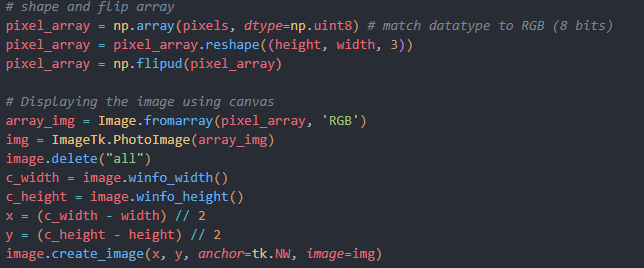 # shape and flip array
pixel_array = np.array(pixels, dtype=np.uint8) # match datatype to RGB (8 bits)
pixel_array = pixel_array.reshape((height, width, 3))
pixel_array = np.flipud(pixel_array)

# Displaying the image using canvas
array_img = Image.fromarray(pixel_array, 'RGB')
img = ImageTk.PhotoImage(array_img)
image.delete("all")
c_width = image.winfo_width()
c_height = image.winfo_height()
x = (c_width - width) // 2
y = (c_height - height) // 2
image.create_image(x, y, anchor=tk.NW, image=img)